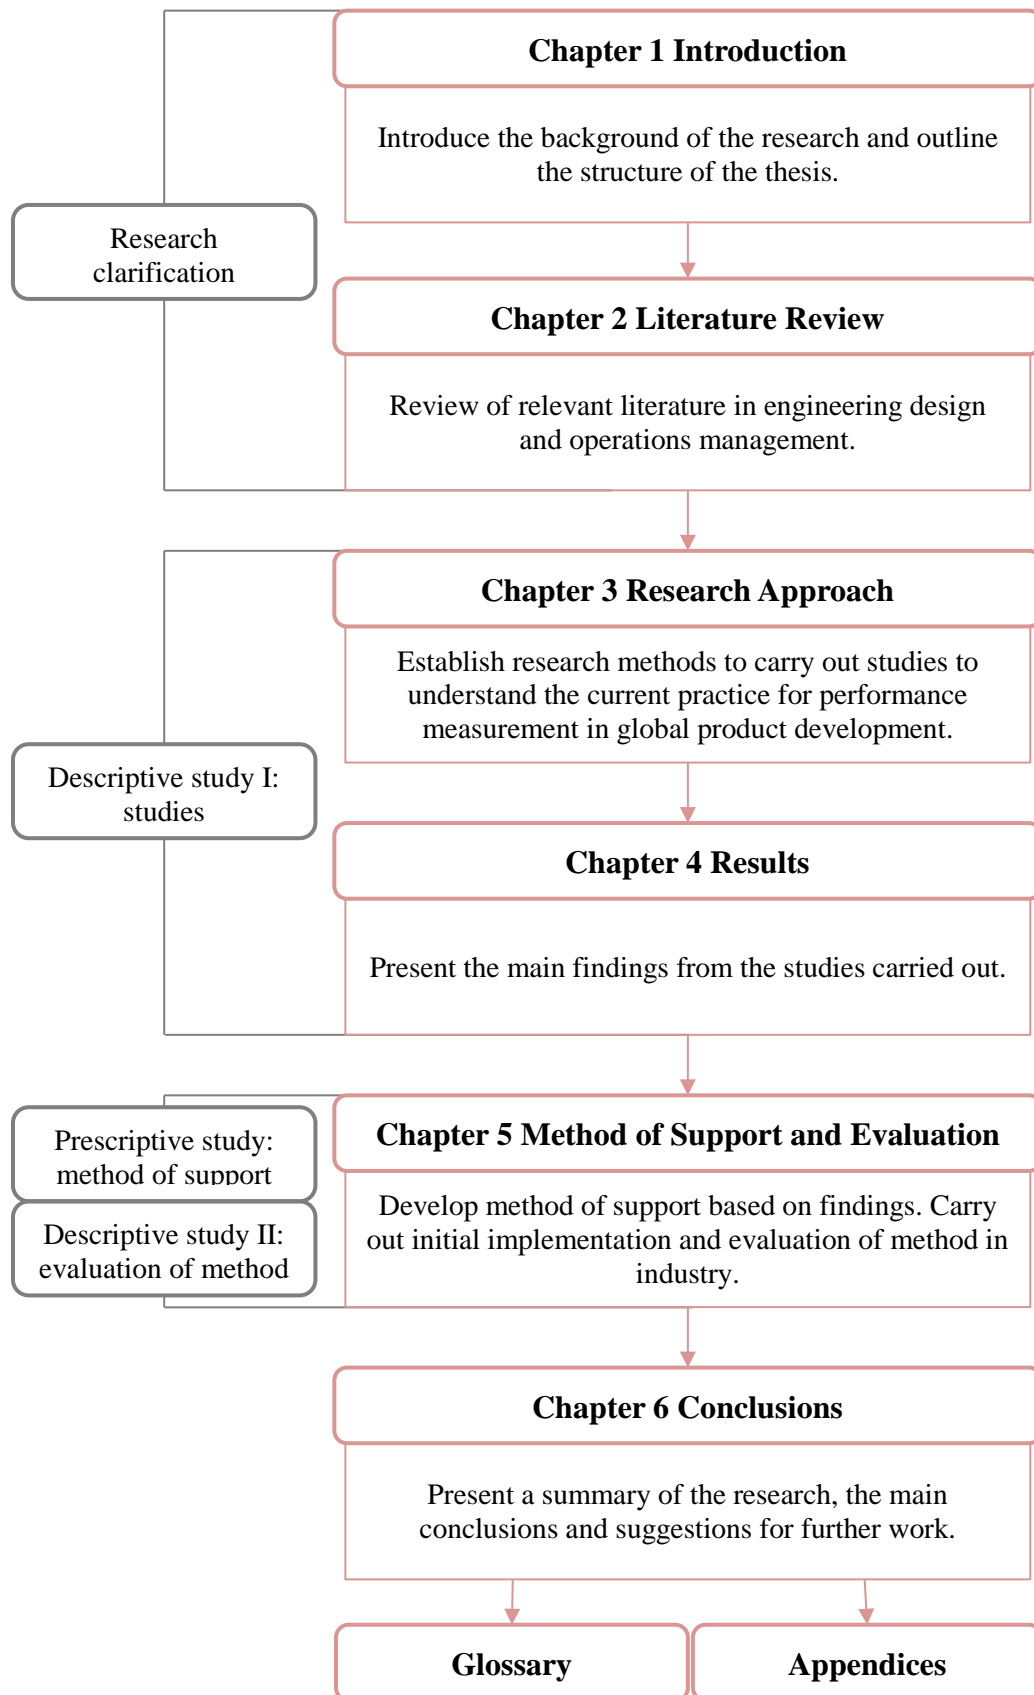 Chapter 1 Introduction
Introduce the background of the research and outline
the structure of the thesis.
Research
clarification
Chapter 2 Literature Review
Review of relevant literature in engineering design
and operations management.
Chapter 3 Research Approach
Establish research methods to carry out studies to
understand the current practice for performance
measurement in global product development.
Descriptive study I:
studies
Chapter 4 Results
Present the main findings from the studies carried out.
Prescriptive study:
method of support
Chapter 5 Method of Support and Evaluation
Descriptive study II:
evaluation of method
Develop method of support based on findings. Carry
out initial implementation and evaluation of method in
industry.
Chapter 6 Conclusions
Present a summary of the research, the main
conclusions and suggestions for further work.
Glossary
Appendices